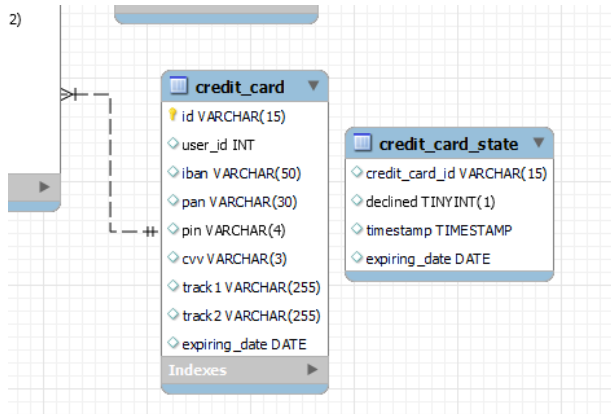 2)
credit_card
id VARCHAR(15)
user_id INT
iban VARCHAR(50)
pan VARCHAR(30)
pin VARCHAR(4)
cvv VARCHAR(3)
track1 VARCHAR(255)
track2 VARCHAR(255)
expiring_date DATE
Indexes
credit_card_state
credit_card_id VARCHAR(15)
declined TINYINT(1)
timestamp TIMESTAMP
expiring_date DATE